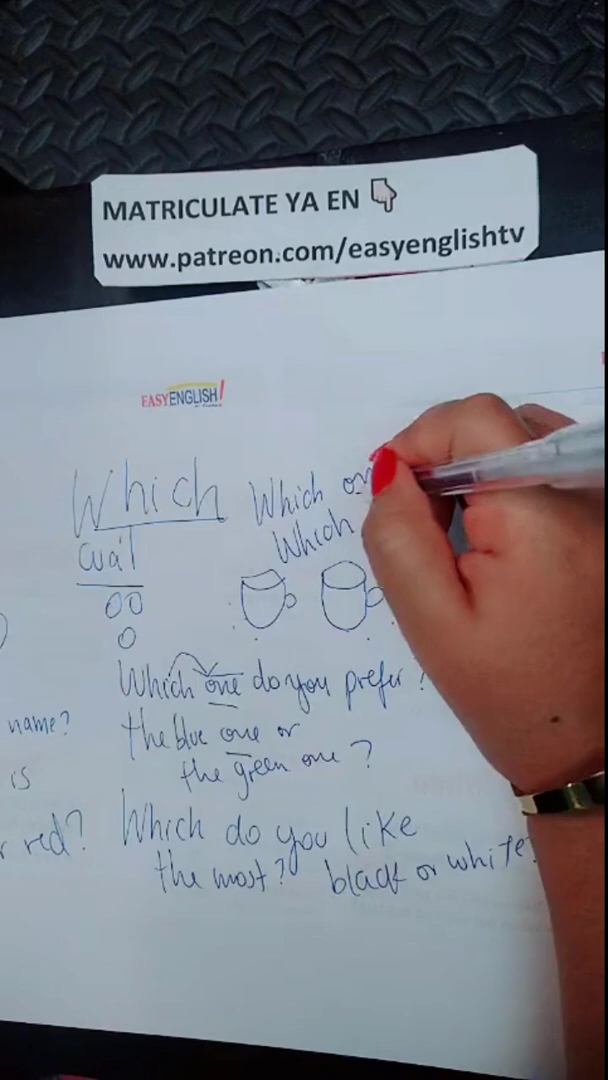 MATRICULATE YA EN
www.patreon.com/easyenglishtv
EASYENGLISH!
Which
Which on
Which
Cuál
Which one do you prefer?
name?
the blue one or
is
the green one?
r red?
Which do you like
the most? black or white?